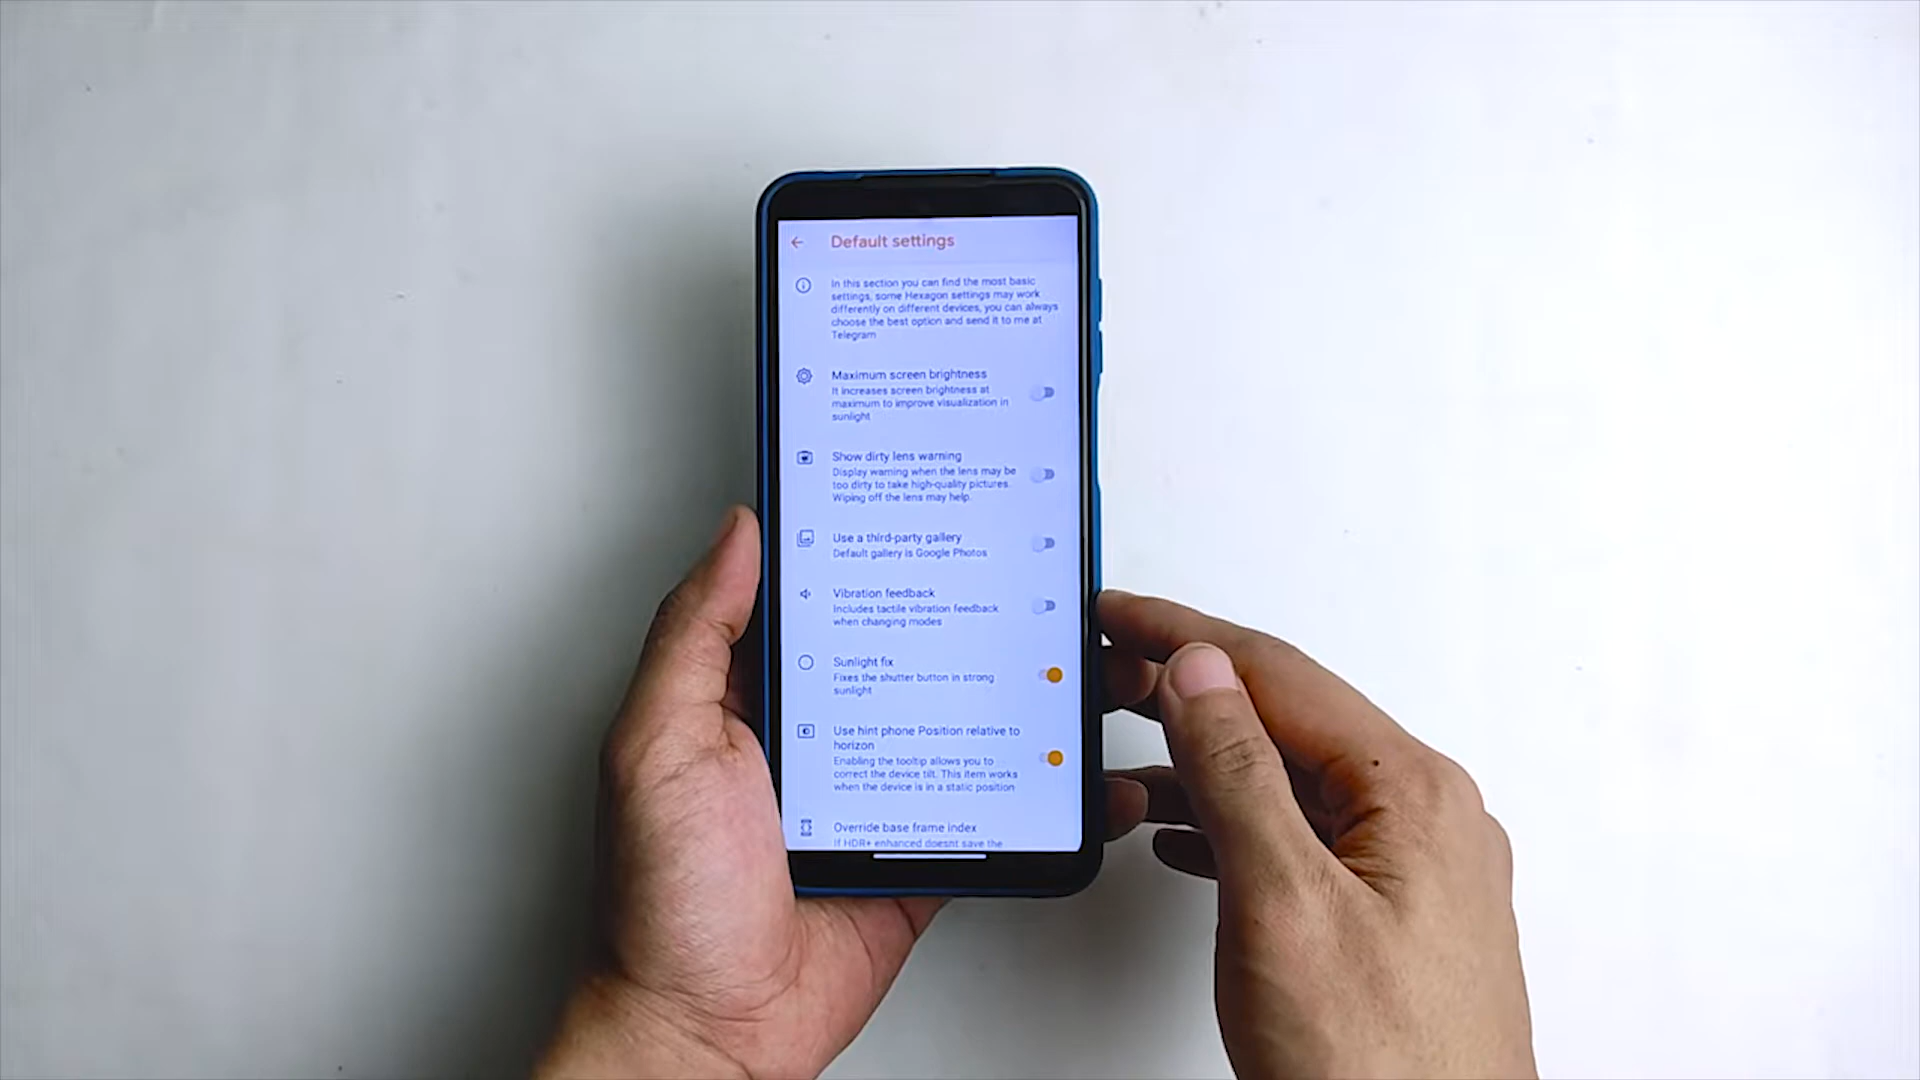 Default settings
In this section you can find the most basic
settings, some Hexagon settings may work
differently on different devices, you can always
choose the best option and send it to me at
Telegram
Maximum screen brightness
It increases screen brightness at
maximum to improve visualization in
sunlight
Show dirty lens warning
Display warning when the lens may be
too dirty to take high-quality pictures.
Wiping off the lens may help.
Use a third-party gallery
Default gallery is Google Photos
Vibration feedback
Includes tactile vibration feedback
when changing modes
Sunlight fix
Fixes the shutter button in strong
sunlight
Use hint phone Position relative to
horizon
Enabling the tooltip allows you to
correct the device tilt. This item works
when the device is in a static position
Override base frame index
If HDR+ enhanced doesnt save the